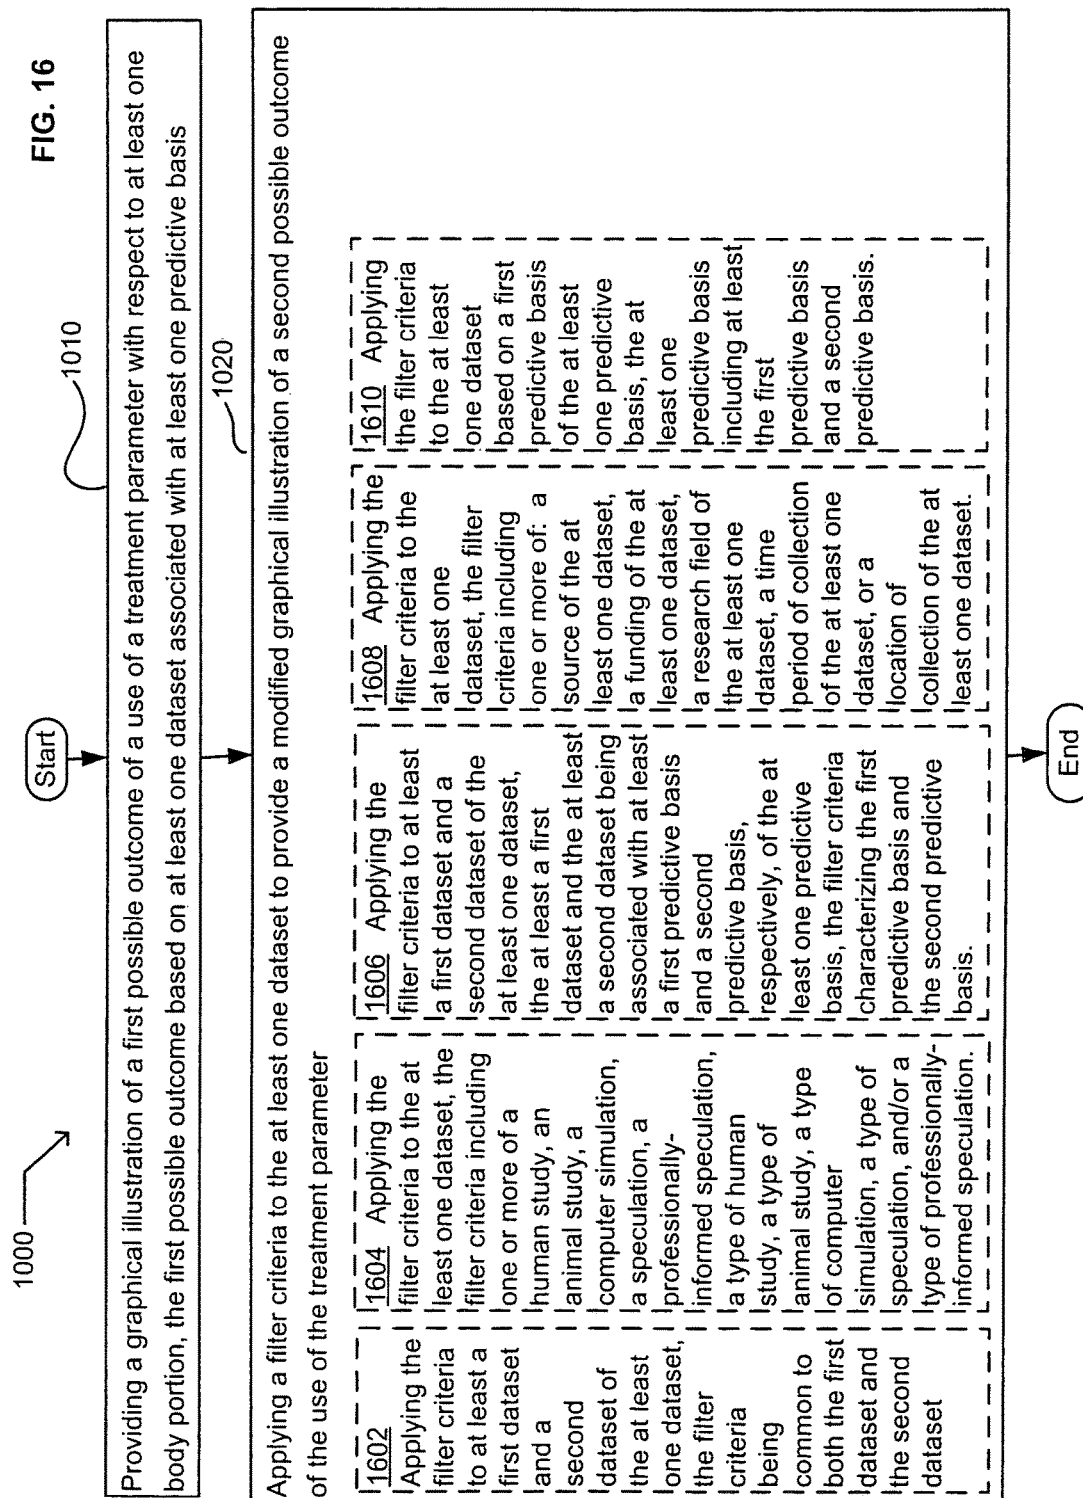 FIG. 16
1000
Start
1010
Providing a graphical illustration of a first possible outcome of a use of a treatment parameter with respect to at least one
body portion, the first possible outcome based on at least one dataset associated with at least one predictive basis
1020
Applying a filter criteria to the at least one dataset to provide a modified graphical illustration of a second possible outcome
of the use of the treatment parameter
1602
Applying the
filter criteria
to at least a
first dataset
and a
second
dataset of
the at least
one dataset,
the filter
criteria
being
common to
both the first
dataset and
the second
dataset
1604 Applying the
filter criteria to the at
least one dataset, the
filter criteria including
one or more of a
human study, an
animal study, a
computer simulation,
a speculation, a
professionally-
informed speculation,
a type of human
study, a type of
animal study, a type
of computer
simulation, a type of
speculation, and/or a
type of professionally-
informed speculation.
1606 Applying the
filter criteria to at least
a first dataset and a
second dataset of the
at least one dataset,
the at least a first
dataset and the at least
a second dataset being
associated with at least
a first predictive basis
and a second
predictive basis,
respectively, of the at
least one predictive
basis, the filter criteria
characterizing the first
predictive basis and
the second predictive
basis.
1608 Applying the
filter criteria to the
at least one
dataset, the filter
criteria including
one or more of: a
source of the at
least one dataset,
a funding of the at
least one dataset,
a research field of
the at least one
dataset, a time
period of collection
of the at least one
dataset, or a
location of
collection of the at
least one dataset.
1610 Applying
the filter criteria
to the at least
one dataset
based on a first
predictive basis
of the at least
one predictive
basis, the at
least one
predictive basis
including at least
the first
predictive basis
and a second
predictive basis.
End